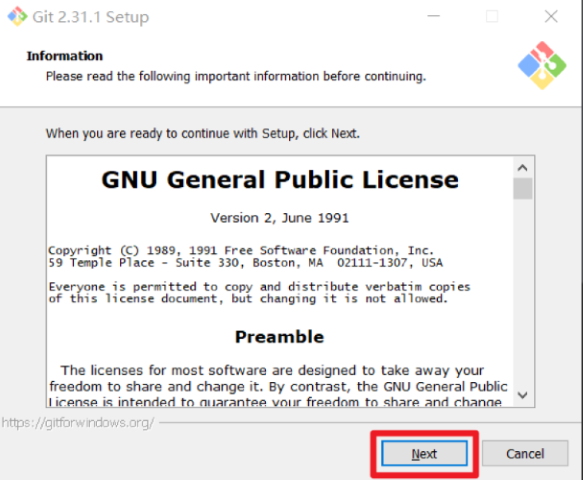 Git 2.31.1 Setup
Information
Please read the following important information before continuing.
When you are ready to continue with Setup, click Next.
GNU General Public License
Version 2, June 1991
Copyright (C) 1989, 1991 Free Software Foundation, Inc.
59 Temple Place - Suite 330, Boston, MA  02111-1307, USA
Everyone is permitted to copy and distribute verbatim copies
of this license document, but changing it is not allowed.
Preamble
The licenses for most software are designed to take away your
freedom to share and change it. By contrast, the GNU General Public
License is intended to guarantee your freedom to share and change
https://gitforwindows.org/
Next
Cancel